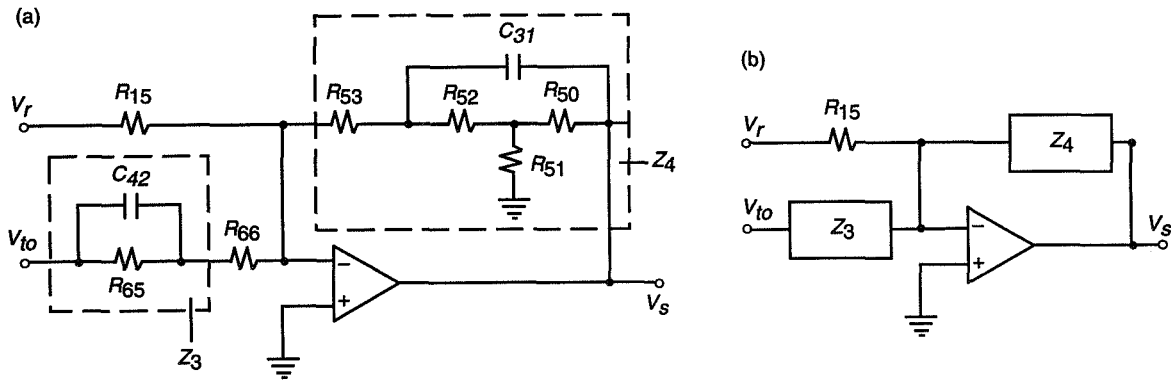 (a)
C31
R53
R52
R50
Vr
R15
R51
Z4
C42
Vto
R66
R65
Z3
−
+
Vs
(b)
Vr
R15
Z4
Vto
Z3
−
+
Vs